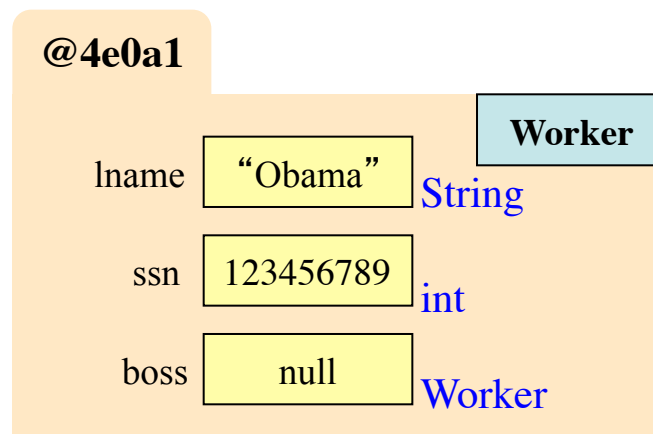 @4e0a1
Worker
lname “Obama” String
ssn 123456789 int
boss null Worker